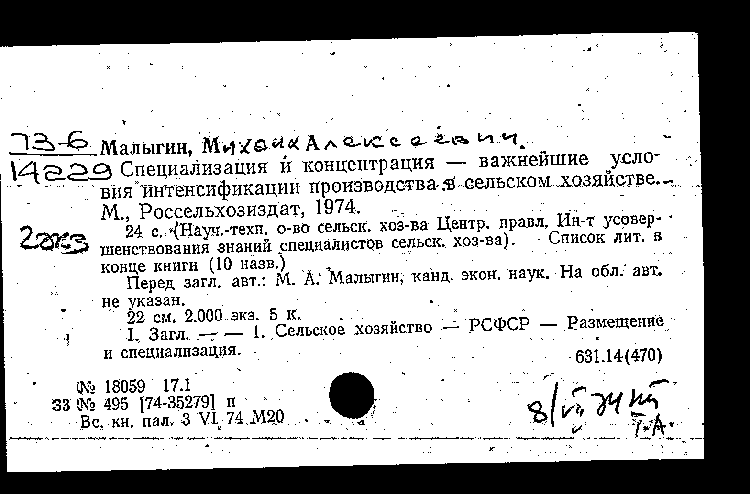 73-6 Малыгин, Михаил Алексеевич.
14229 Специализация и концентрация — важнейшие усло-
вия интенсификации производства в сельском хозяйстве.—
М., Россельхозиздат, 1974.
24 с. (Науч.-техн. о-во сельск. хоз-ва Центр. правл. Ин-т усовер-
шенствования знаний специалистов сельск. хоз-ва). Список лит. в
конце книги (10 назв.)
Перед загл. авт.: М. А. Малыгин, канд. экон. наук. На обл. авт.
не указан.
22 см. 2.000 экз. 5 к.
I. Загл. — — 1. Сельское хозяйство — РСФСР — Размещение
и специализация.
631.14(470)
№ 18059 17.1
33 № 495 [74-35279] п
Вс. кн. пал. 3 VI 74 М20